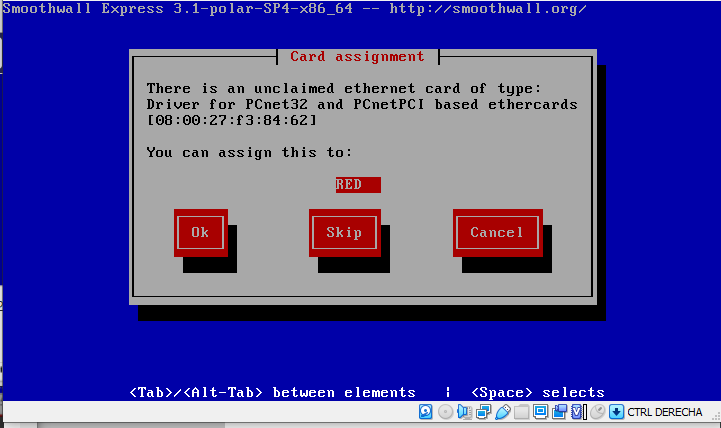 Smoothwall Express 3.1-polar-SP4-x86_64 -- http://smoothwall.org/
Card assignment
There is an unclaimed ethernet card of type:
Driver for PCnet32 and PCnetPCI based ethercards
[08:00:27:f3:84:62]
You can assign this to:
RED
Ok Skip Cancel
<Tab>/<Alt-Tab> between elements | <Space> selects
CTRL DERECHA